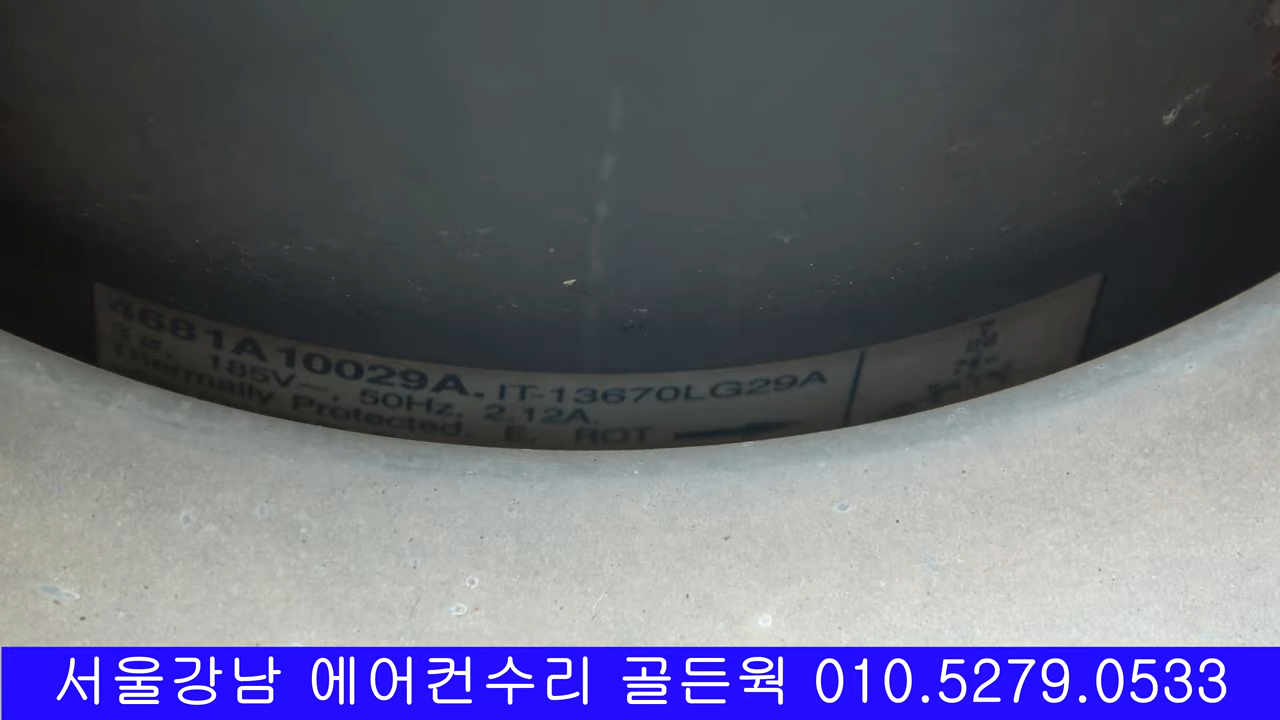 4681A10029A. IT-13670LG29A
3 ø, 185V~, 50Hz, 2.12A.
Thermally Protected. E. ROT
서울강남 에어컨수리 골든웍 010.5279.0533